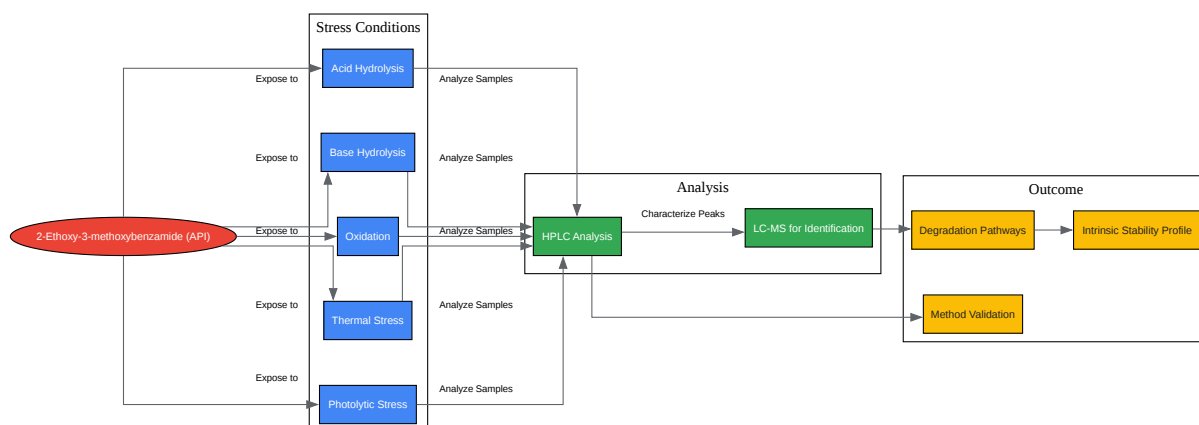 Stress Conditions
Expose to
Acid Hydrolysis
Analyze Samples
Expose to
Base Hydrolysis
Analyze Samples
2-Ethoxy-3-methoxybenzamide (API)
Expose to
Oxidation
Analyze Samples
Expose to
Thermal Stress
Analyze Samples
Expose to
Photolytic Stress
Analyze Samples
Analysis
HPLC Analysis
Characterize Peaks
LC-MS for Identification
Outcome
Degradation Pathways
Intrinsic Stability Profile
Method Validation